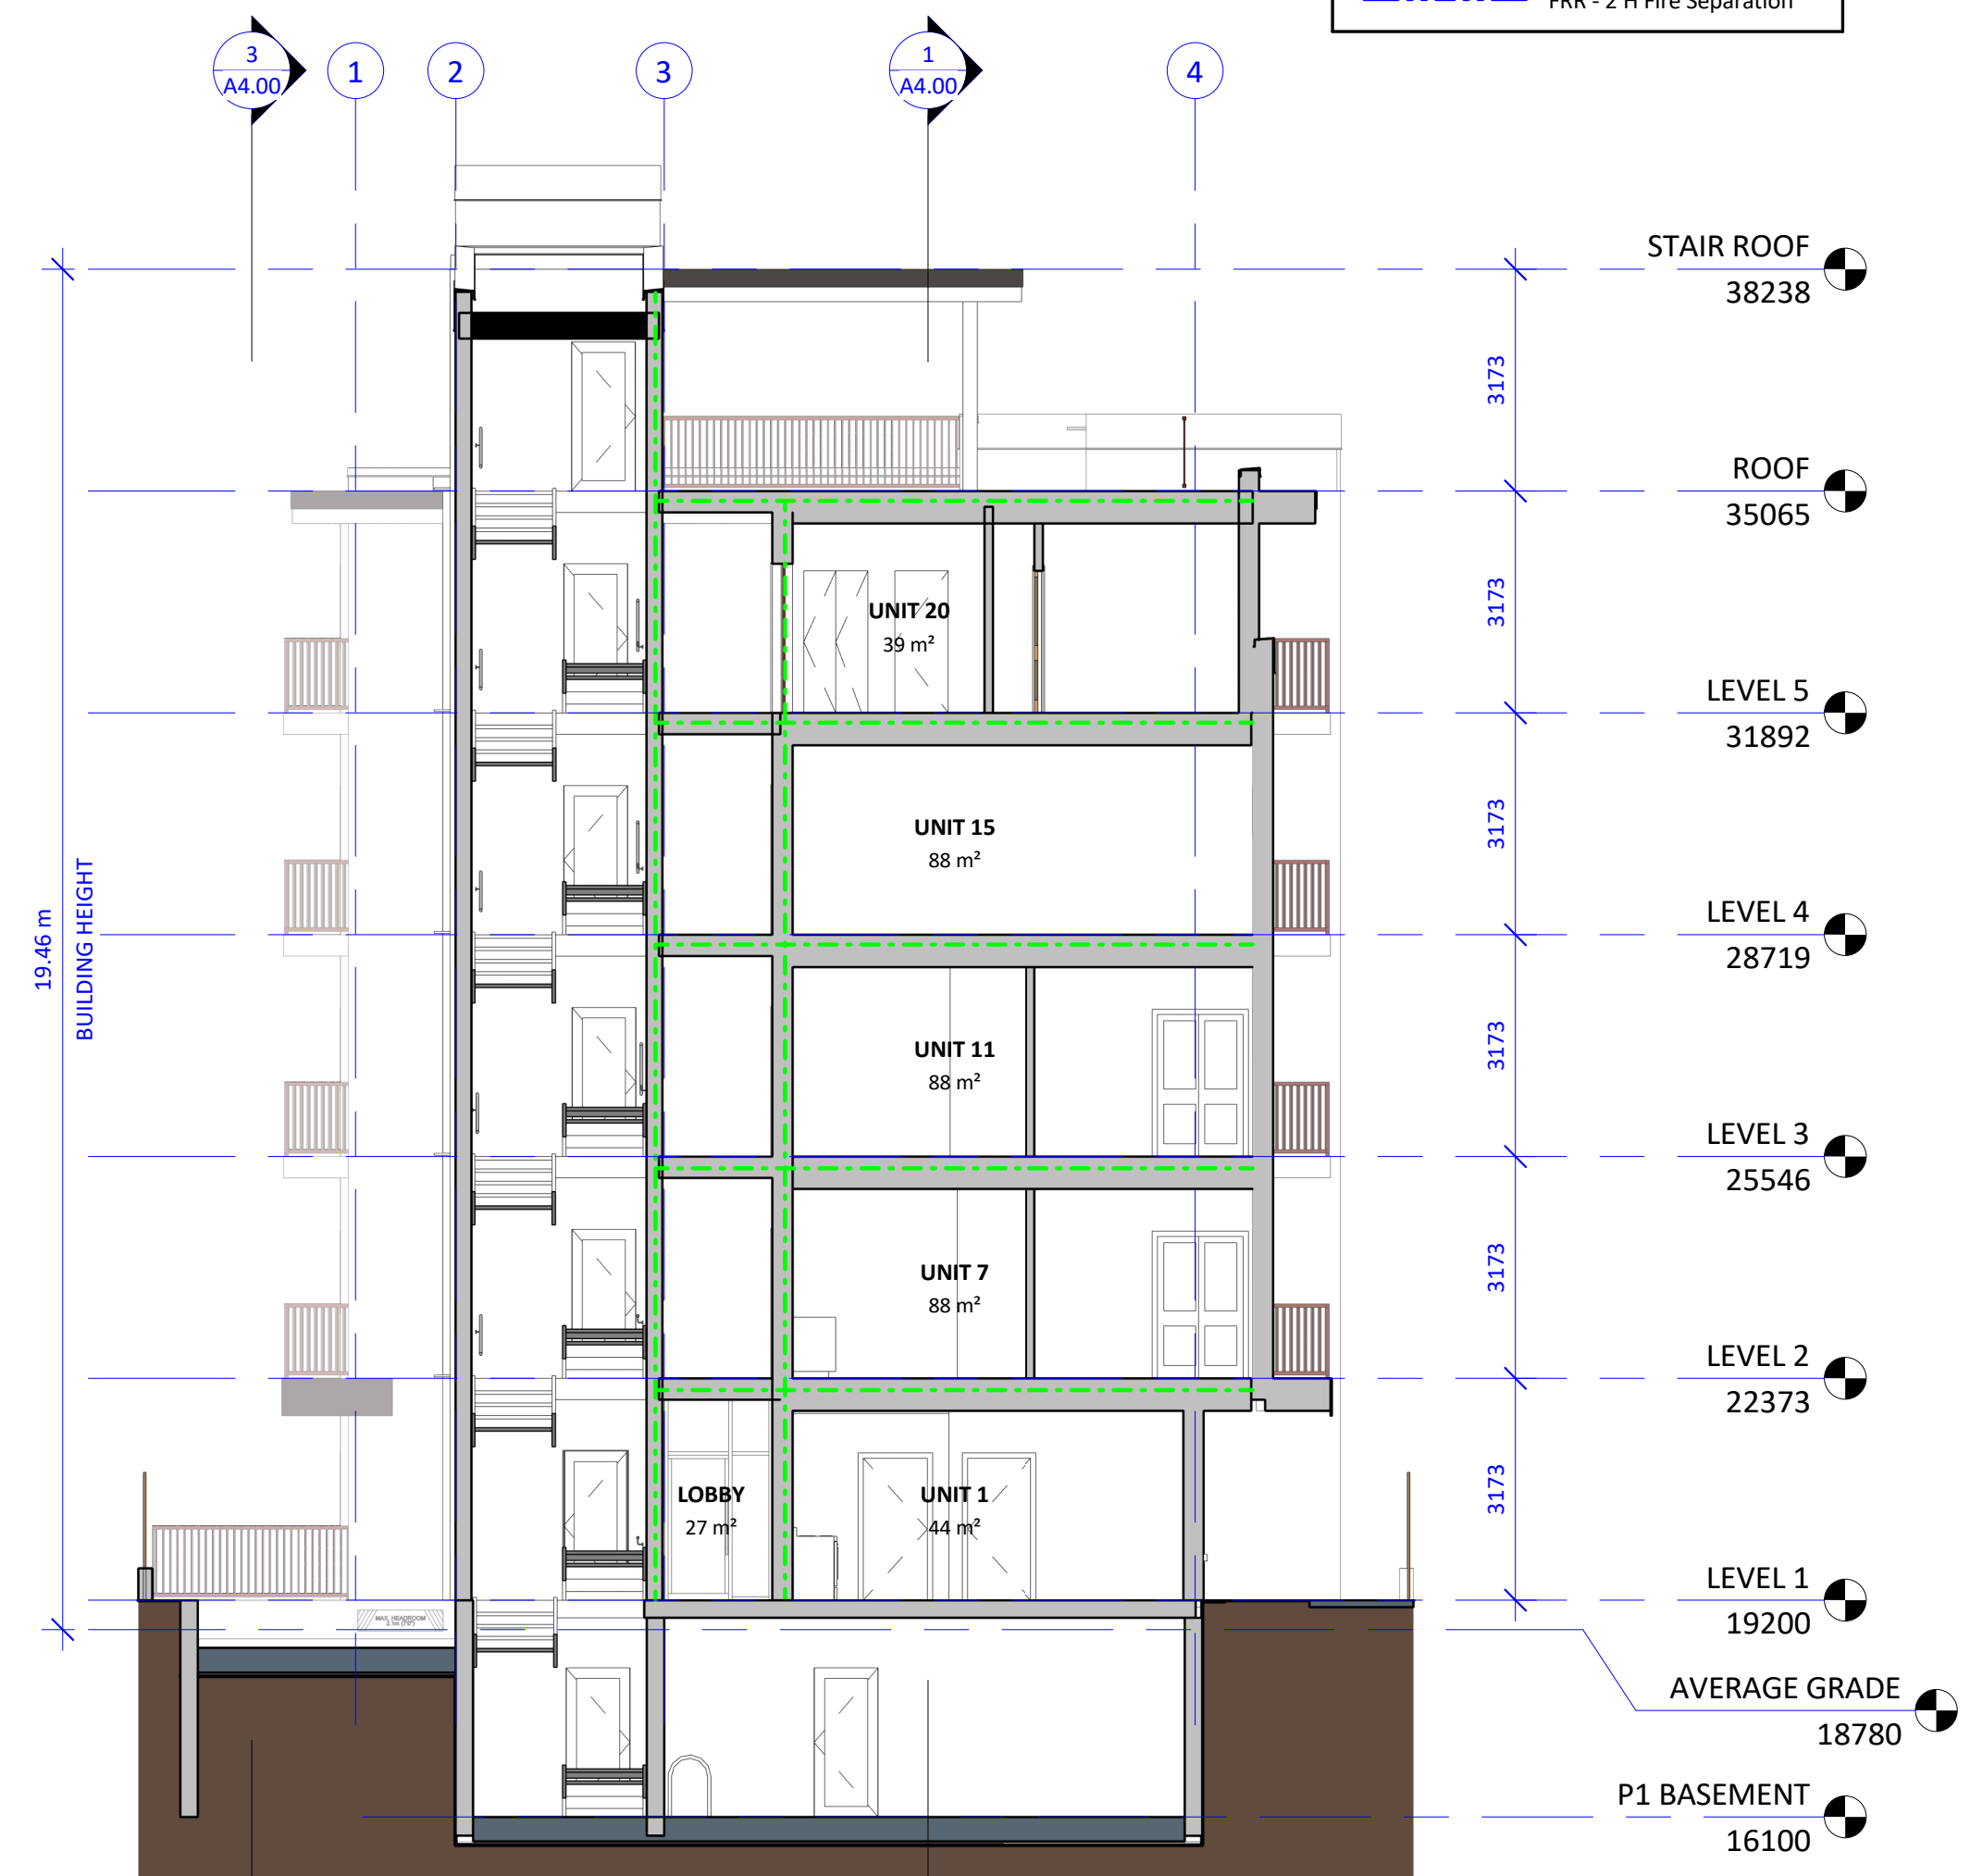 FRR - 2 H Fire Separation
3
A4.00
1
2
3
1
A4.00
4
STAIR ROOF
38238
3173
ROOF
35065
3173
UNIT 20
39 m²
LEVEL 5
31892
3173
UNIT 15
88 m²
LEVEL 4
28719
19.46 m
BUILDING HEIGHT
3173
UNIT 11
88 m²
LEVEL 3
25546
3173
UNIT 7
88 m²
LEVEL 2
22373
3173
LOBBY
27 m²
UNIT 1
44 m²
LEVEL 1
19200
MAX. HEADROOM
AVERAGE GRADE
18780
P1 BASEMENT
16100